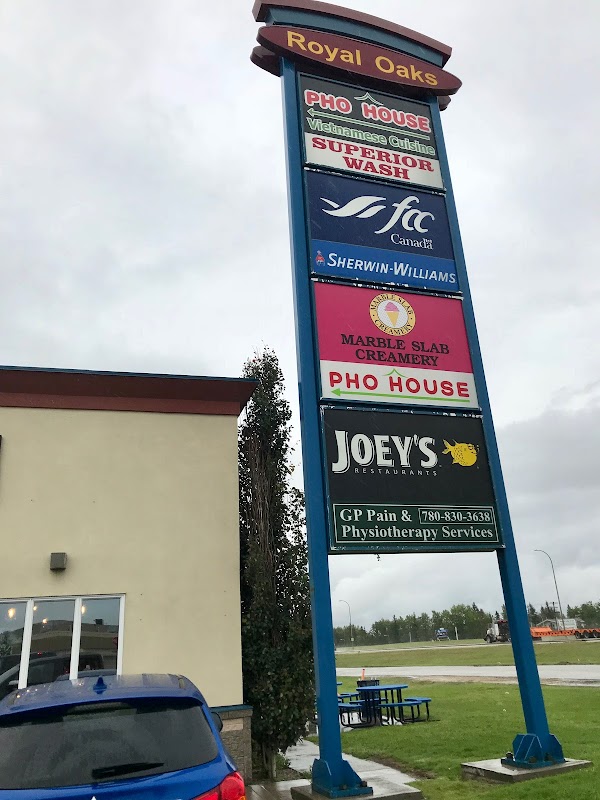 Royal Oaks
PHO HOUSE
Vietnamese Cuisine
SUPERIOR
WASH
fcc
Canada
SHERWIN-WILLIAMS
MARBLE SLAB
CREAMERY
MARBLE SLAB
CREAMERY
PHO HOUSE
JOEY'S
RESTAURANTS
GP Pain & 780-830-3638
Physiotherapy Services